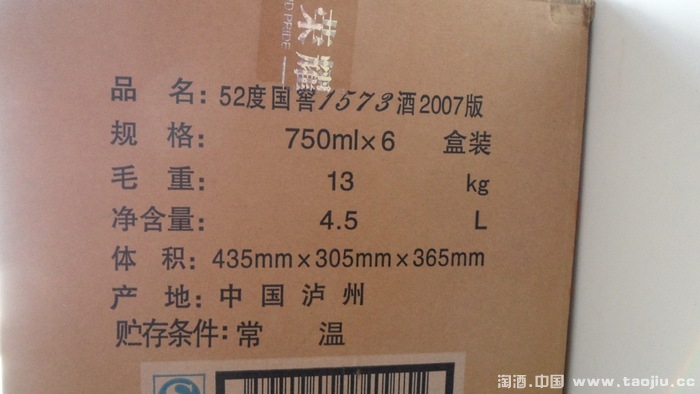 D PRIDE
荣耀
品 名：52度国窖1573酒2007版
规 格： 750ml×6 盒装
毛 重： 13 kg
净含量： 4.5 L
体 积：435mm×305mm×365mm
产 地：中国泸州
贮存条件：常 温
淘酒.中国 www.taojiu.cc